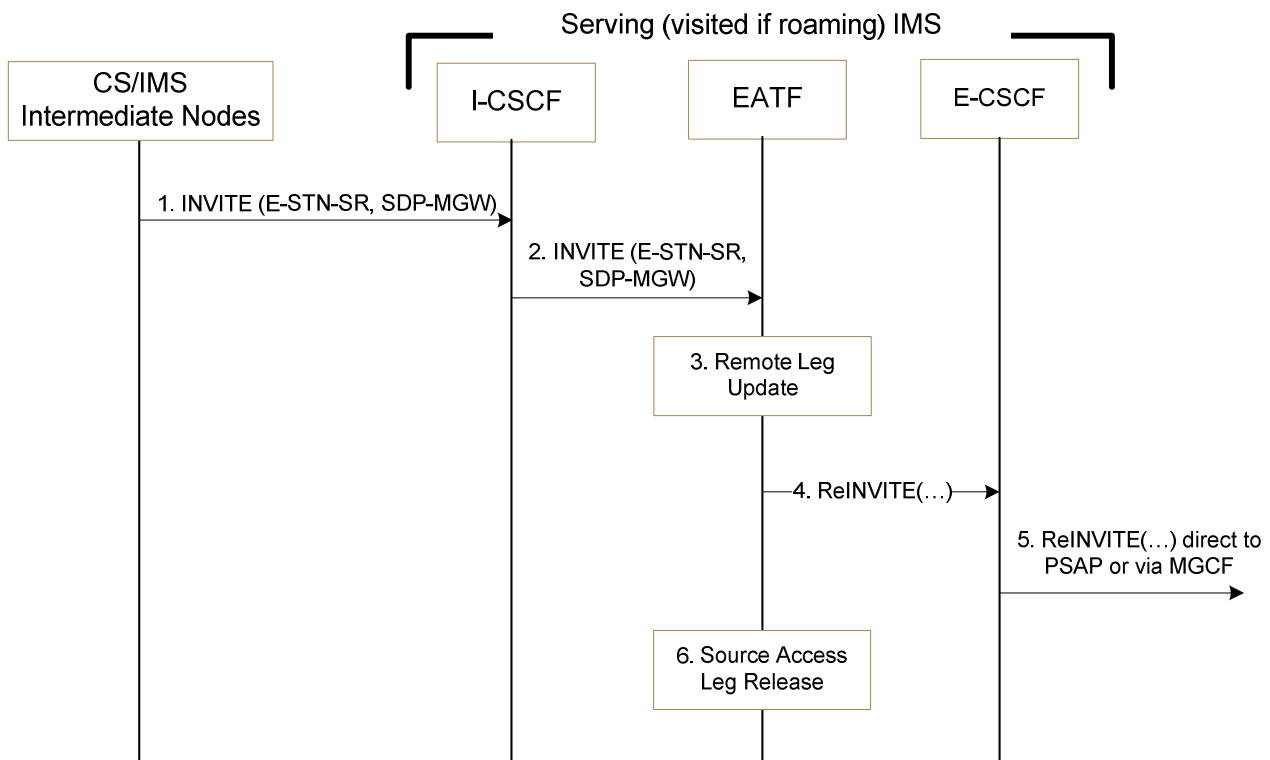 Serving (visited if roaming) IMS
CS/IMS
Intermediate Nodes
I-CSCF
EATF
E-CSCF
1. INVITE (E-STN-SR, SDP-MGW)
2. INVITE (E-STN-SR,
SDP-MGW)
3. Remote Leg
Update
4. ReINVITE(…)
5. ReINVITE(…) direct to
PSAP or via MGCF
6. Source Access
Leg Release